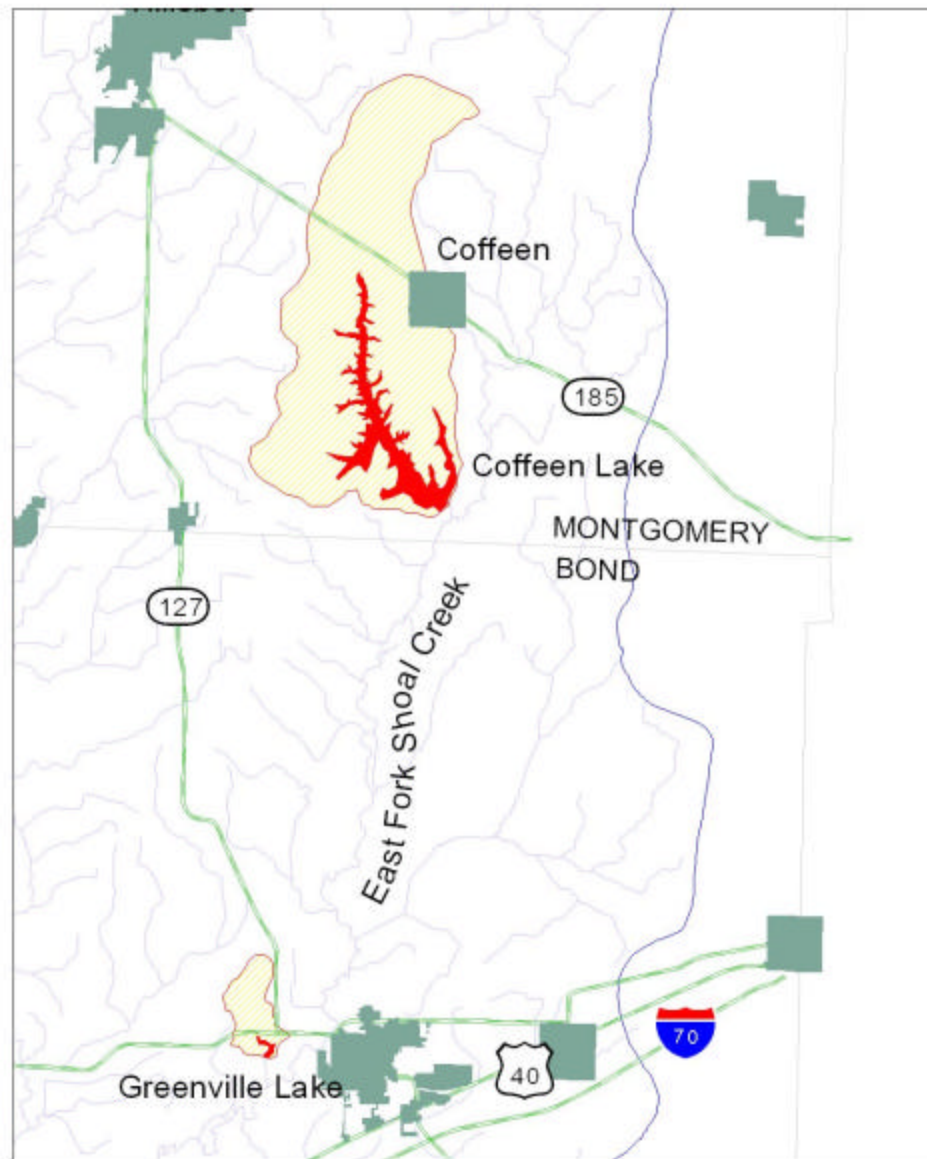 Coffeen
185
Coffeen Lake
MONTGOMERY
BOND
127
East Fork Shoal Creek
70
40
Greenville Lake